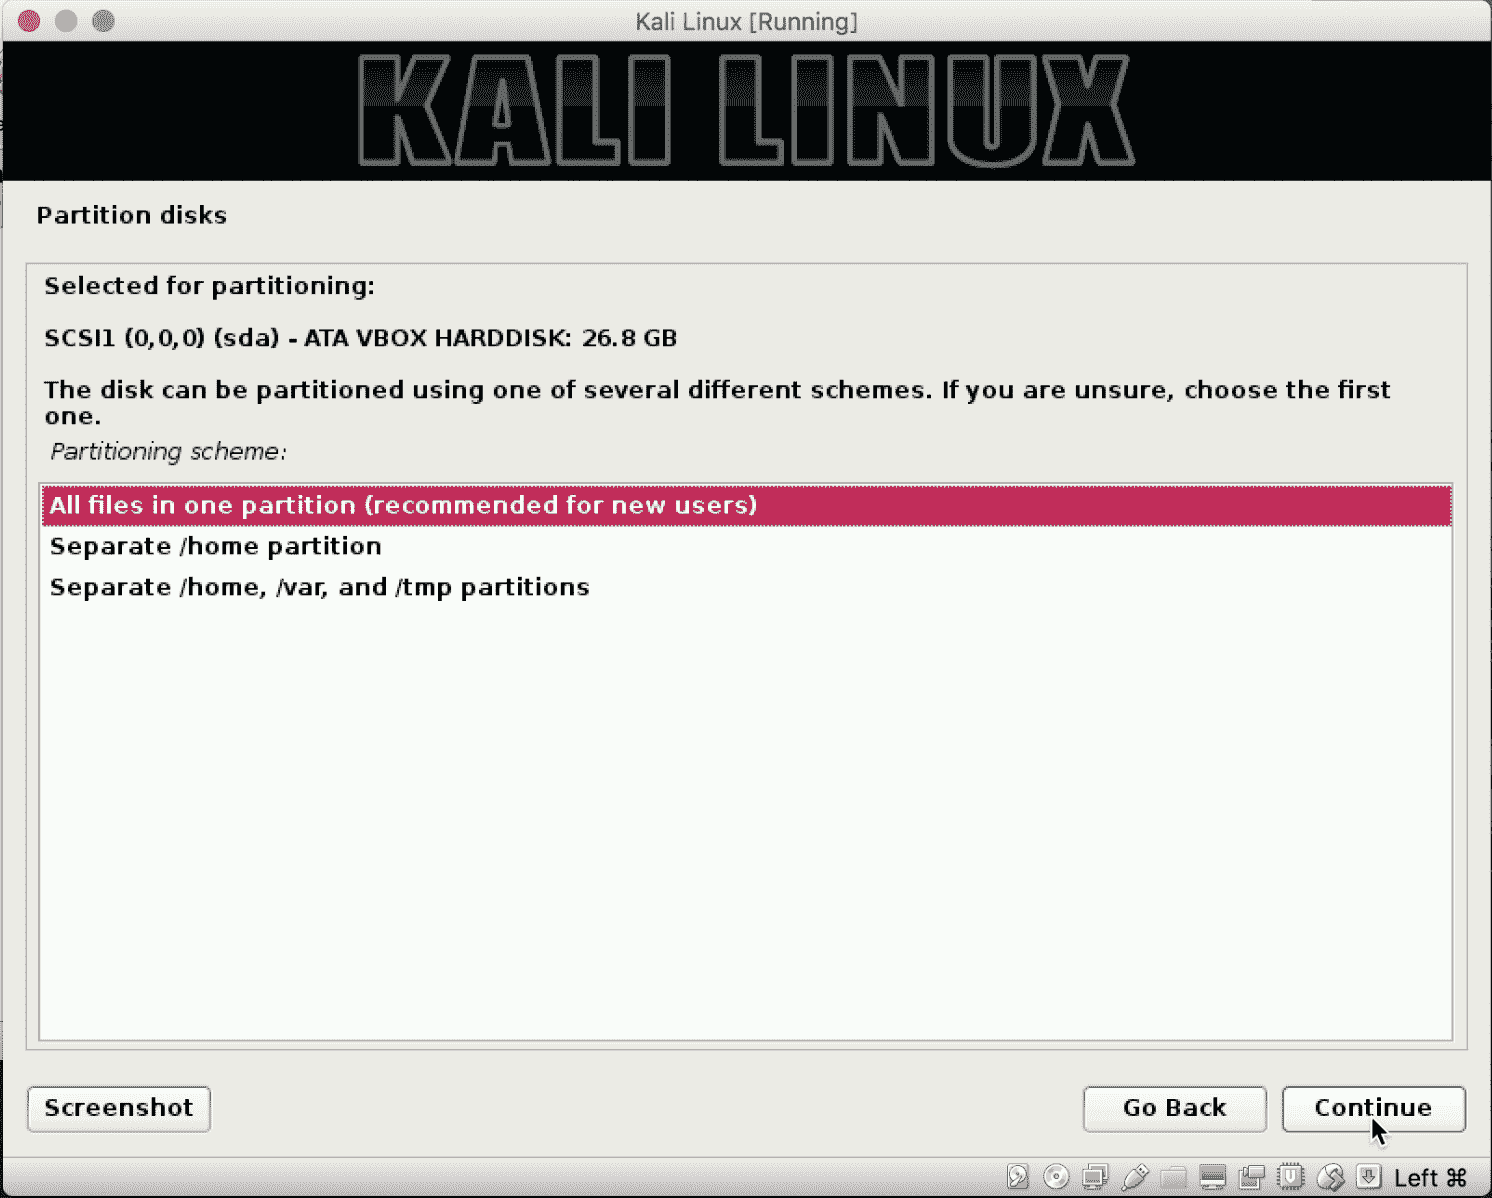 Kali Linux [Running]
KALI LINUX
Partition disks
Selected for partitioning:
SCSI1 (0,0,0) (sda) - ATA VBOX HARDDISK: 26.8 GB
The disk can be partitioned using one of several different schemes. If you are unsure, choose the first
one.
Partitioning scheme:
All files in one partition (recommended for new users)
Separate /home partition
Separate /home, /var, and /tmp partitions
Screenshot
Go Back
Continue
Left ⌘